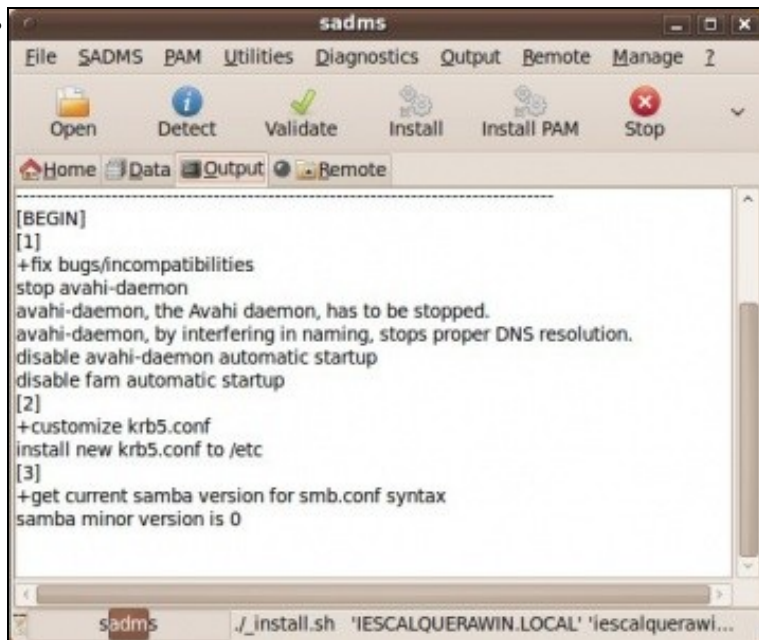 sadms
File SADMS PAM Utilities Diagnostics Output Remote Manage ?
Open Detect Validate Install Install PAM Stop
Home Data Output Remote
[BEGIN]
[1]
+fix bugs/incompatibilities
stop avahi-daemon
avahi-daemon, the Avahi daemon, has to be stopped.
avahi-daemon, by interfering in naming, stops proper DNS resolution.
disable avahi-daemon automatic startup
disable fam automatic startup
[2]
+customize krb5.conf
install new krb5.conf to /etc
[3]
+get current samba version for smb.conf syntax
samba minor version is 0
sadms ./_install.sh 'IESCALQUERAWIN.LOCAL' 'iescalquerawi...